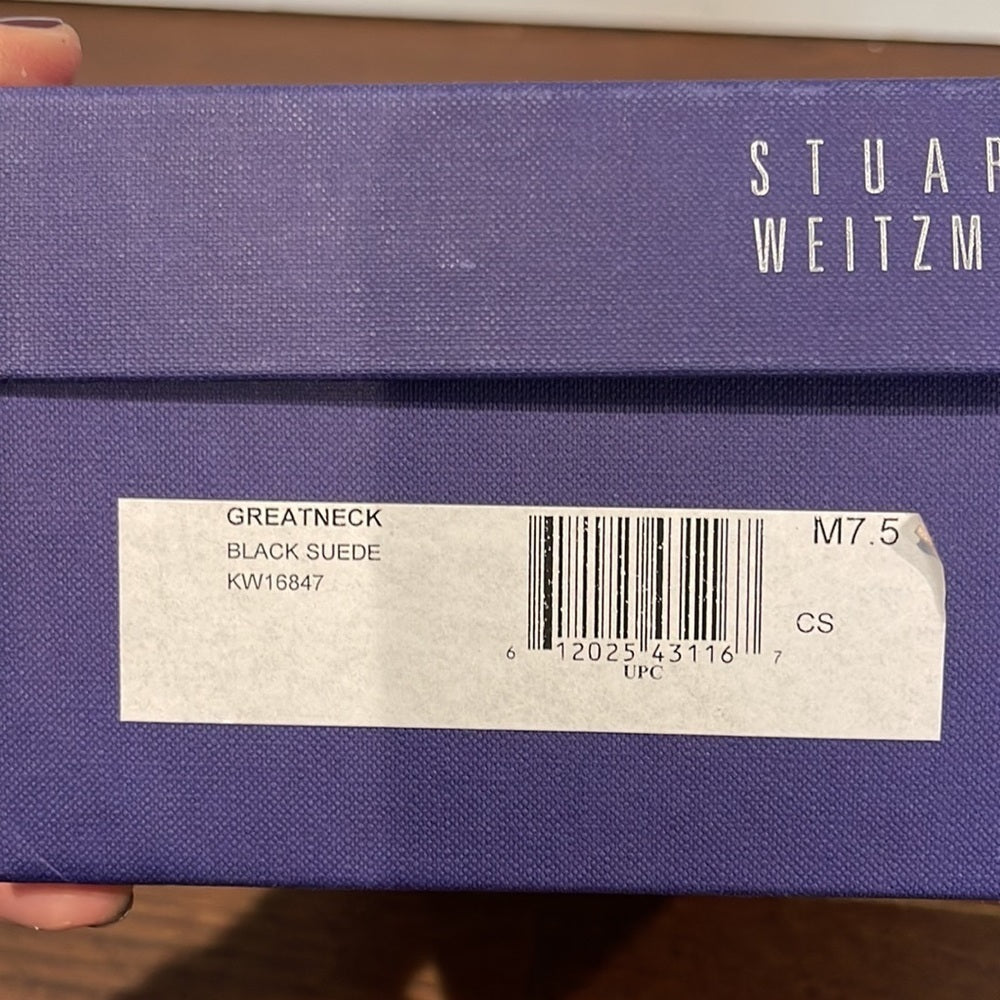 STUAR
WEITZM
GREATNECK
BLACK SUEDE
KW16847
M7.5
CS
6 12025 43116 7
UPC